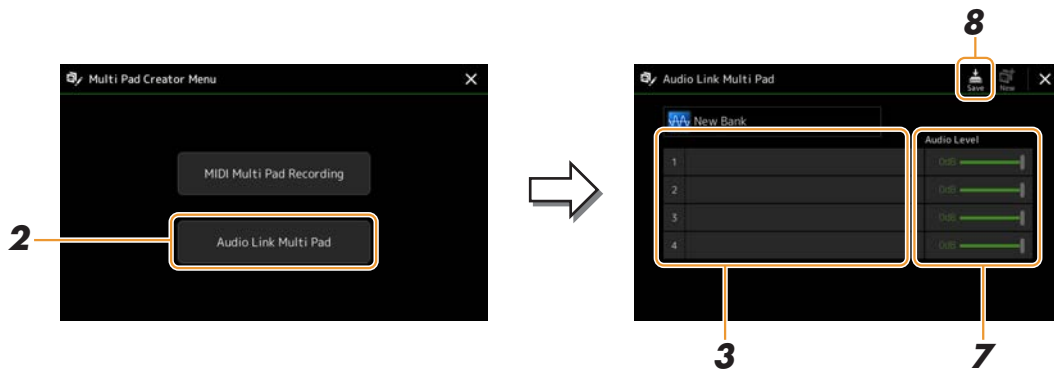 8
Multi Pad Creator Menu
MIDI Multi Pad Recording
Audio Link Multi Pad
2
Audio Link Multi Pad
Save
New
New Bank
Audio Level
1
0dB
2
0dB
3
0dB
4
0dB
3
7